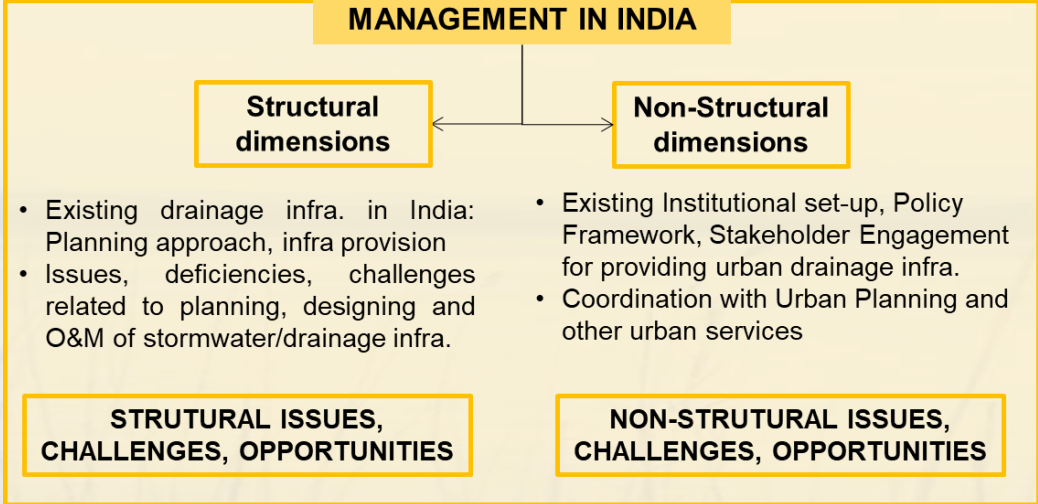 MANAGEMENT IN INDIA
Structural
dimensions
Non-Structural
dimensions
• Existing drainage infra. in India:
Planning approach, infra provision
• Issues, deficiencies, challenges
related to planning, designing and
O&M of stormwater/drainage infra.
• Existing Institutional set-up, Policy
Framework, Stakeholder Engagement
for providing urban drainage infra.
• Coordination with Urban Planning and
other urban services
STRUTURAL ISSUES,
CHALLENGES, OPPORTUNITIES
NON-STRUTURAL ISSUES,
CHALLENGES, OPPORTUNITIES